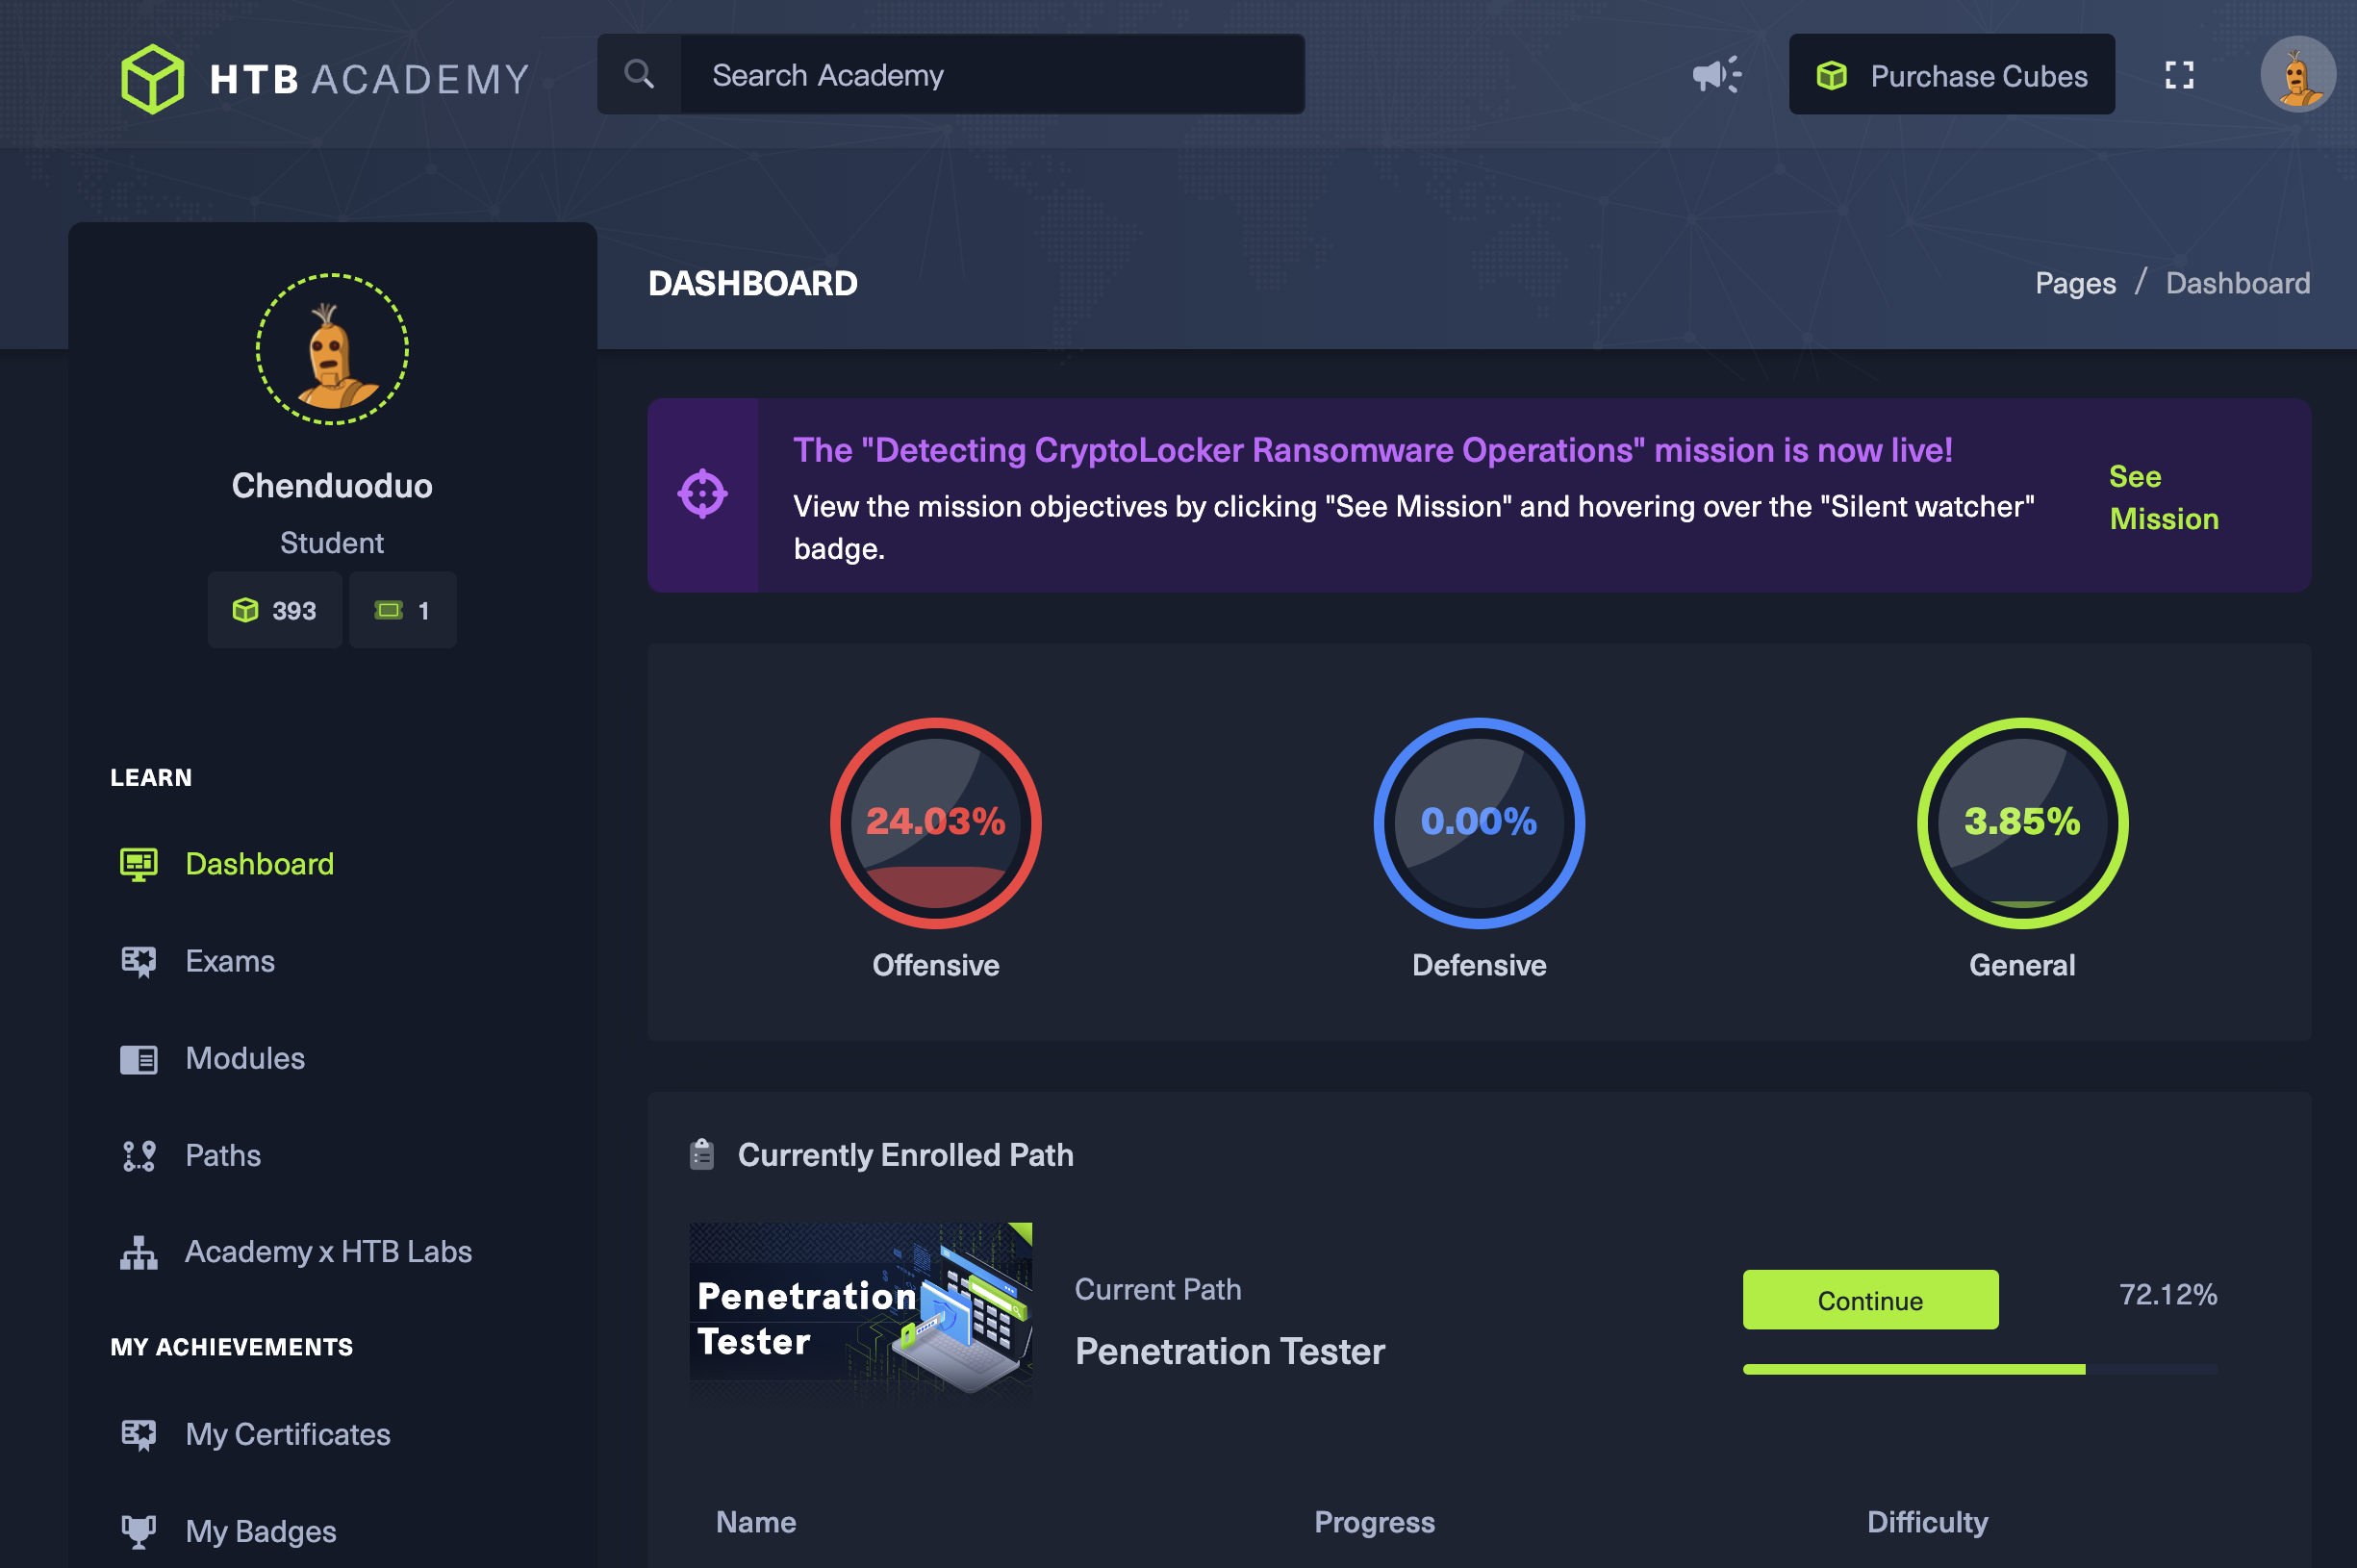 HTB ACADEMY
Search Academy
Purchase Cubes
DASHBOARD
Pages / Dashboard
Chenduoduo
Student
393
1
LEARN
Dashboard
Exams
Modules
Paths
Academy x HTB Labs
MY ACHIEVEMENTS
My Certificates
My Badges
The "Detecting CryptoLocker Ransomware Operations" mission is now live!
View the mission objectives by clicking "See Mission" and hovering over the "Silent watcher"
badge.
See
Mission
24.03%
Offensive
0.00%
Defensive
3.85%
General
Currently Enrolled Path
Penetration
Tester
Current Path
Penetration Tester
Continue
72.12%
Name
Progress
Difficulty